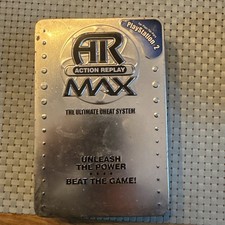 PlayStation 2
AR
ACTION REPLAY
MAX
THE ULTIMATE CHEAT SYSTEM
UNLEASH
THE POWER
BEAT THE GAME!